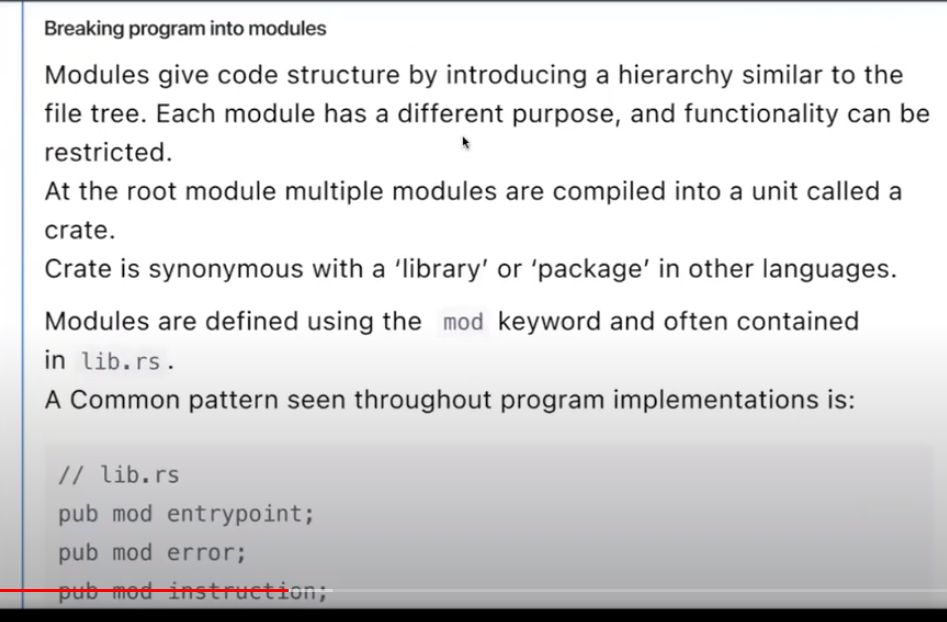 Breaking program into modules
Modules give code structure by introducing a hierarchy similar to the
file tree. Each module has a different purpose, and functionality can be
restricted.
At the root module multiple modules are compiled into a unit called a
crate.
Crate is synonymous with a ‘library’ or ‘package’ in other languages.
Modules are defined using the mod keyword and often contained
in lib.rs.
A Common pattern seen throughout program implementations is:
// lib.rs
pub mod entrypoint;
pub mod error;
pub mod instruction;